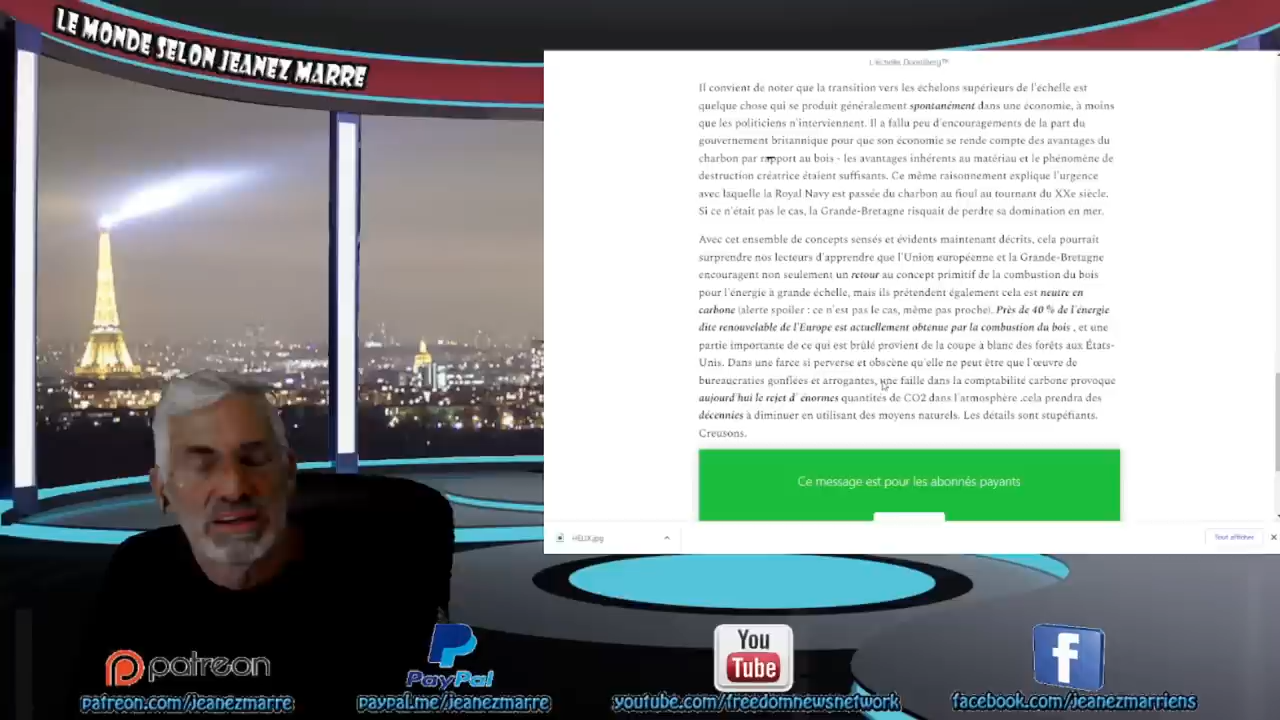 LE MONDE SELON JEANEZ MARRE
L'échelle Doomberg™
Il convient de noter que la transition vers les échelons supérieurs de l'échelle est
quelque chose qui se produit généralement spontanément dans une économie, à moins
que les politiciens n'interviennent. Il a fallu peu d'encouragements de la part du
gouvernement britannique pour que son économie se rende compte des avantages du
charbon par rapport au bois - les avantages inhérents au matériau et le phénomène de
destruction créatrice étaient suffisants. Ce même raisonnement explique l'urgence
avec laquelle la Royal Navy est passée du charbon au fioul au tournant du XXe siècle.
Si ce n'était pas le cas, la Grande-Bretagne risquait de perdre sa domination en mer.
Avec cet ensemble de concepts sensés et évidents maintenant décrits, cela pourrait
surprendre nos lecteurs d'apprendre que l'Union européenne et la Grande-Bretagne
encouragent non seulement un retour au concept primitif de la combustion du bois
pour l'énergie à grande échelle, mais ils prétendent également cela est neutre en
carbone (alerte spoiler : ce n'est pas le cas, même pas proche). Près de 40 % de l'énergie
dite renouvelable de l'Europe est actuellement obtenue par la combustion du bois , et une
partie importante de ce qui est brûlé provient de la coupe à blanc des forêts aux États-
Unis. Dans une farce si perverse et obscène qu'elle ne peut être que l'œuvre de
bureaucraties gonflées et arrogantes, une faille dans la comptabilité carbone provoque
aujourd'hui le rejet d' énormes quantités de CO2 dans l'atmosphère .cela prendra des
décennies à diminuer en utilisant des moyens naturels. Les détails sont stupéfiants.
Creusons.
Ce message est pour les abonnés payants
HELIX.jpg
Tout afficher
patreon
PayPal
You
Tube
patreon.com/jeanezmarre
paypal.me/jeanezmarre
youtube.com/freedomnewsnetwork
facebook.com/jeanezmarriens